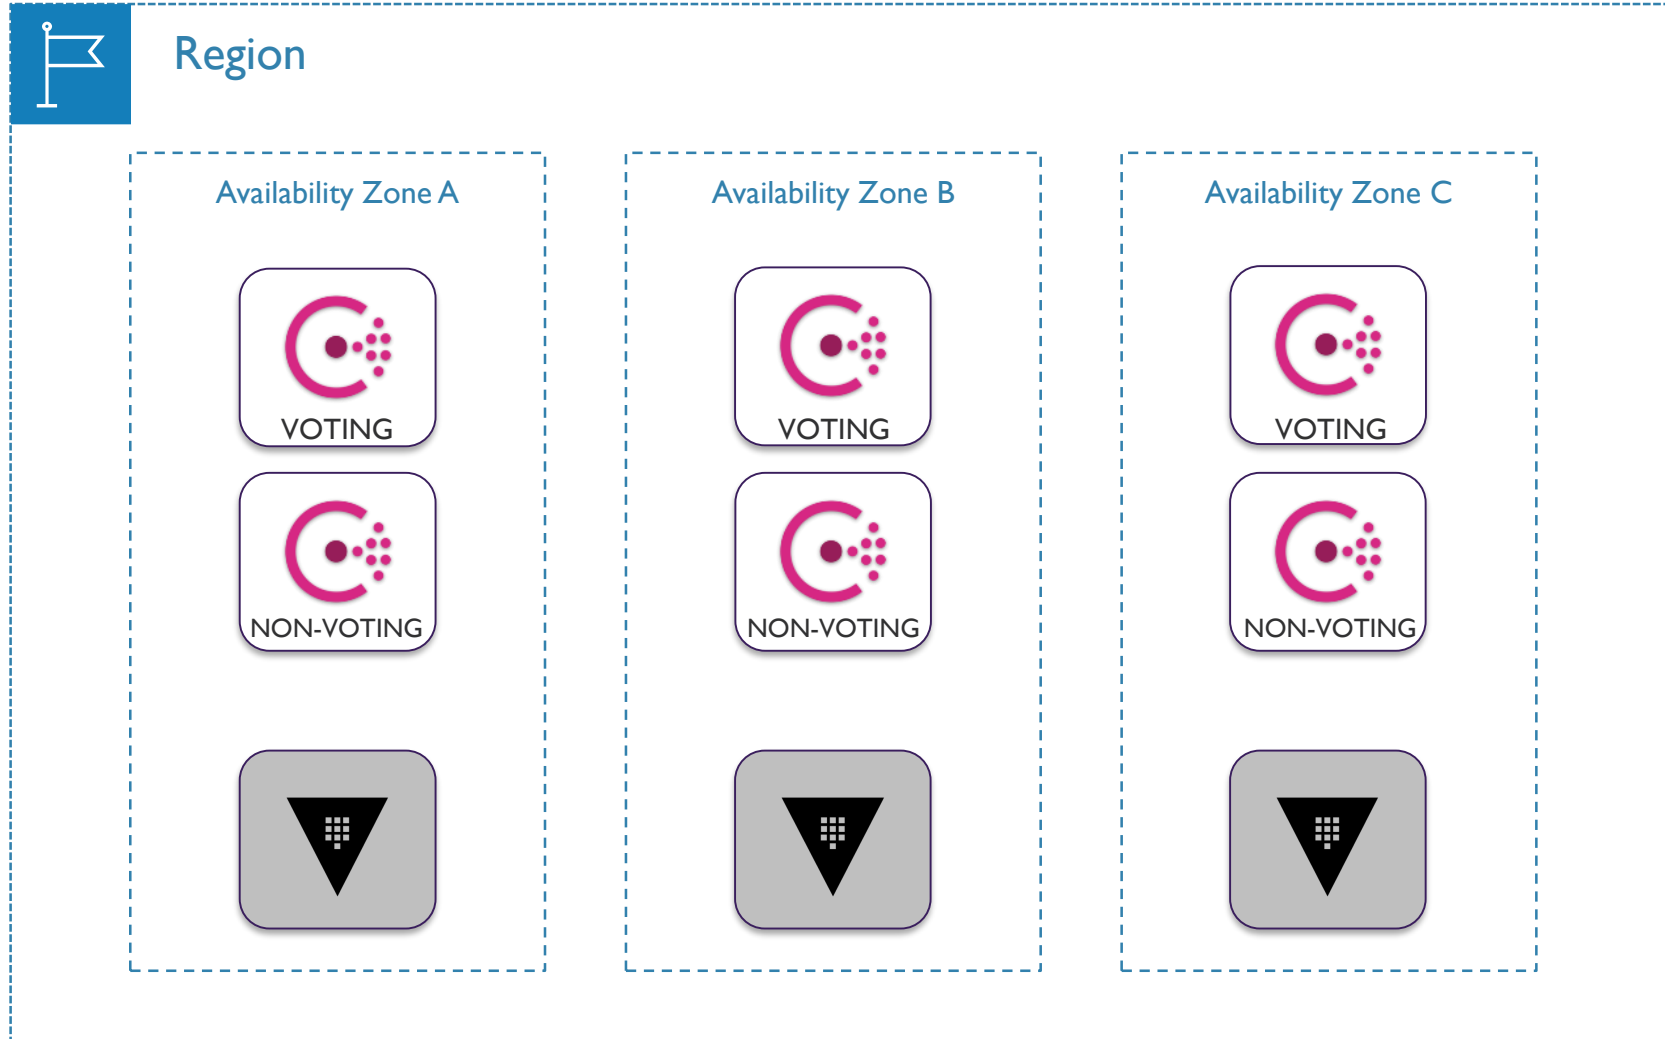 Region
Availability Zone A
Availability Zone B
Availability Zone C
VOTING
VOTING
VOTING
NON-VOTING
NON-VOTING
NON-VOTING